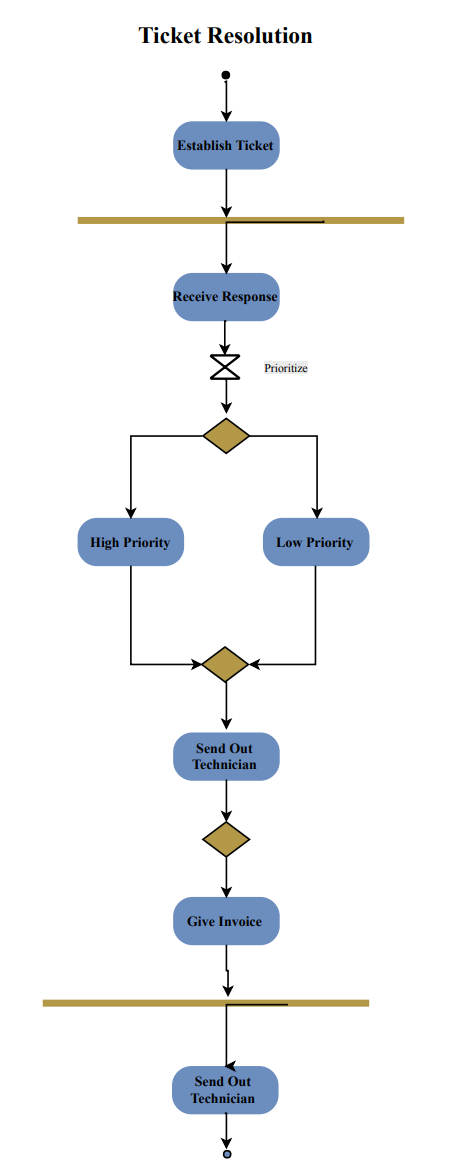 Ticket Resolution
Establish Ticket
Receive Response
Prioritize
High Priority
Low Priority
Send Out
Technician
Give Invoice
Send Out
Technician